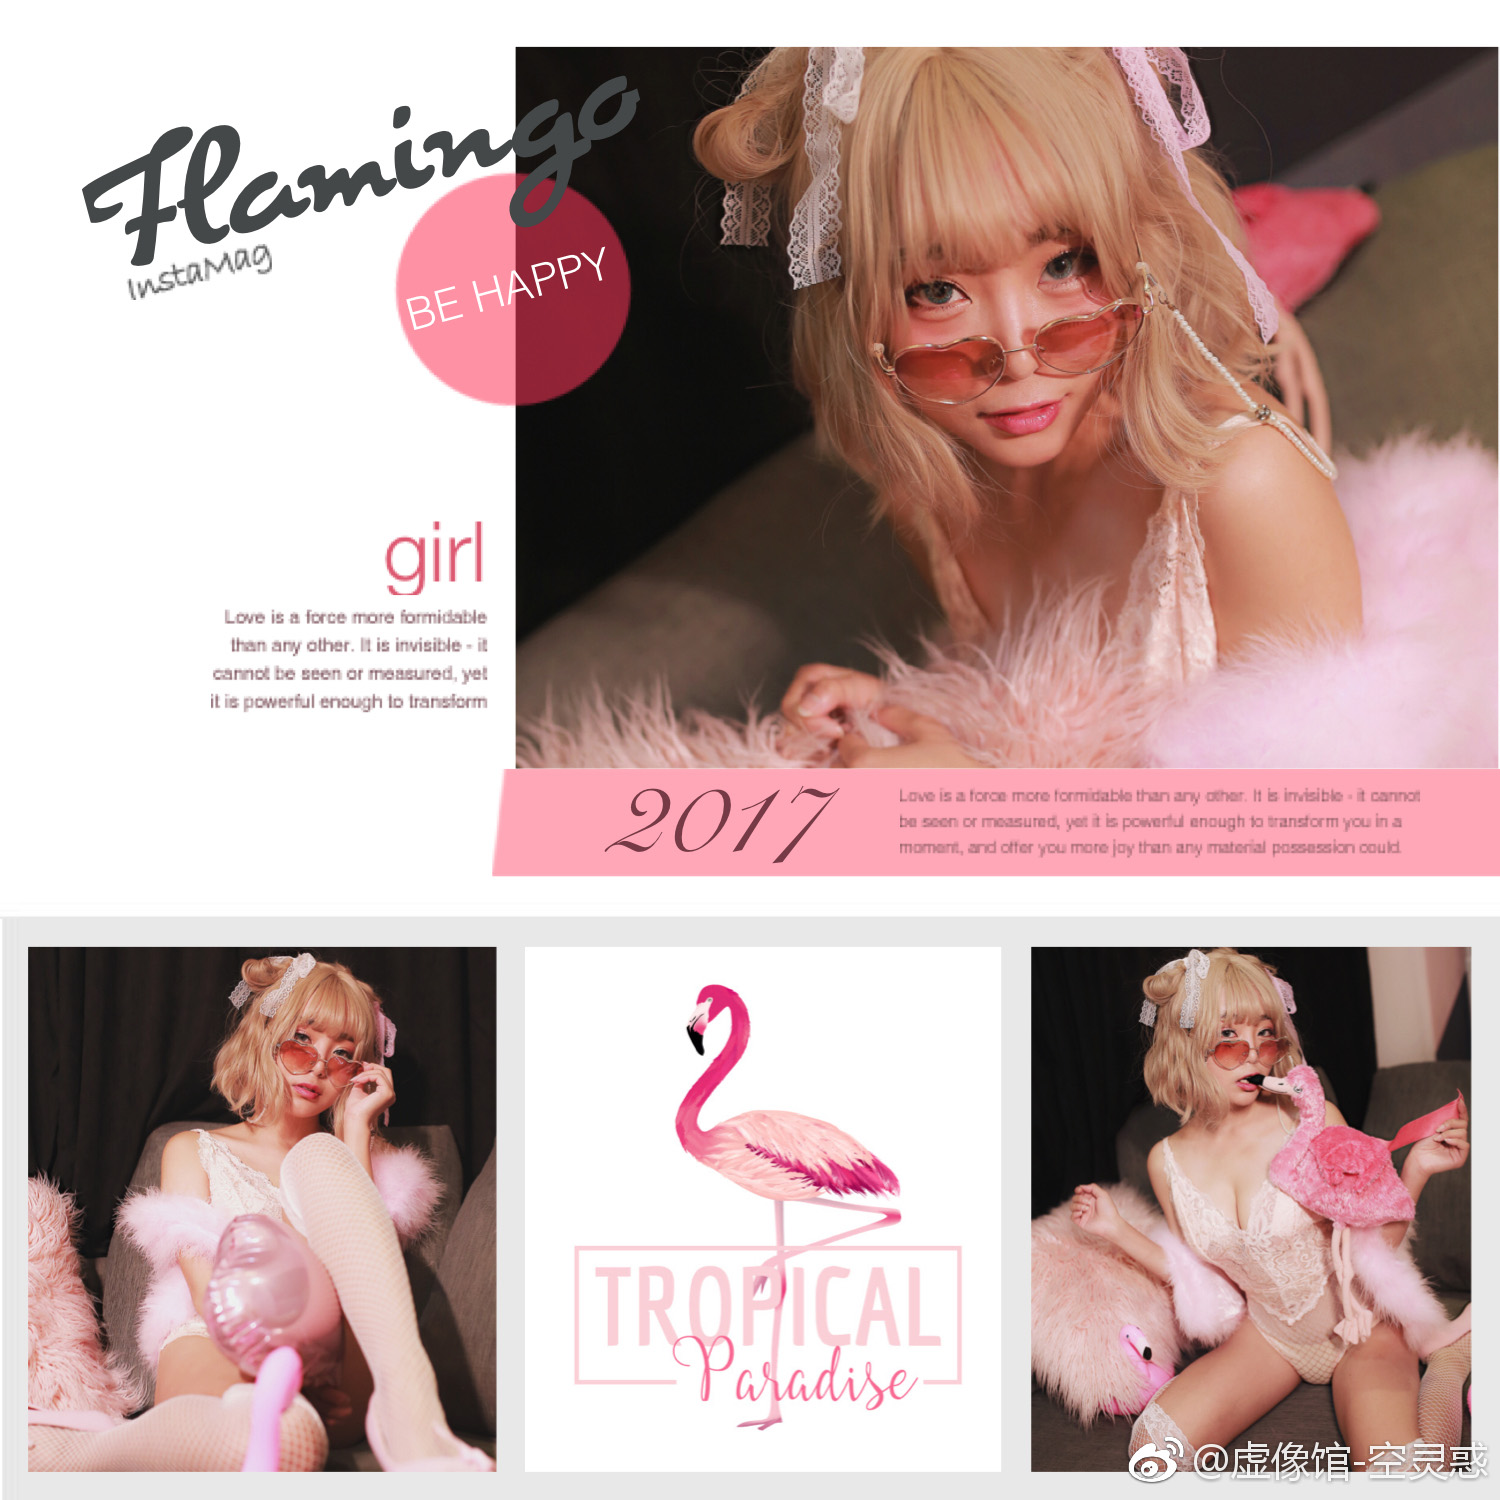 Flamingo
InstaMag
BE HAPPY
girl
Love is a force more formidable
than any other. It is invisible - it
cannot be seen or measured, yet
it is powerful enough to transform
2017
Love is a force more formidable than any other. It is invisible - it cannot
be seen or measured, yet it is powerful enough to transform you in a
moment, and offer you more joy than any material possession could.
TROPICAL
Paradise
@虚像馆-空灵惑